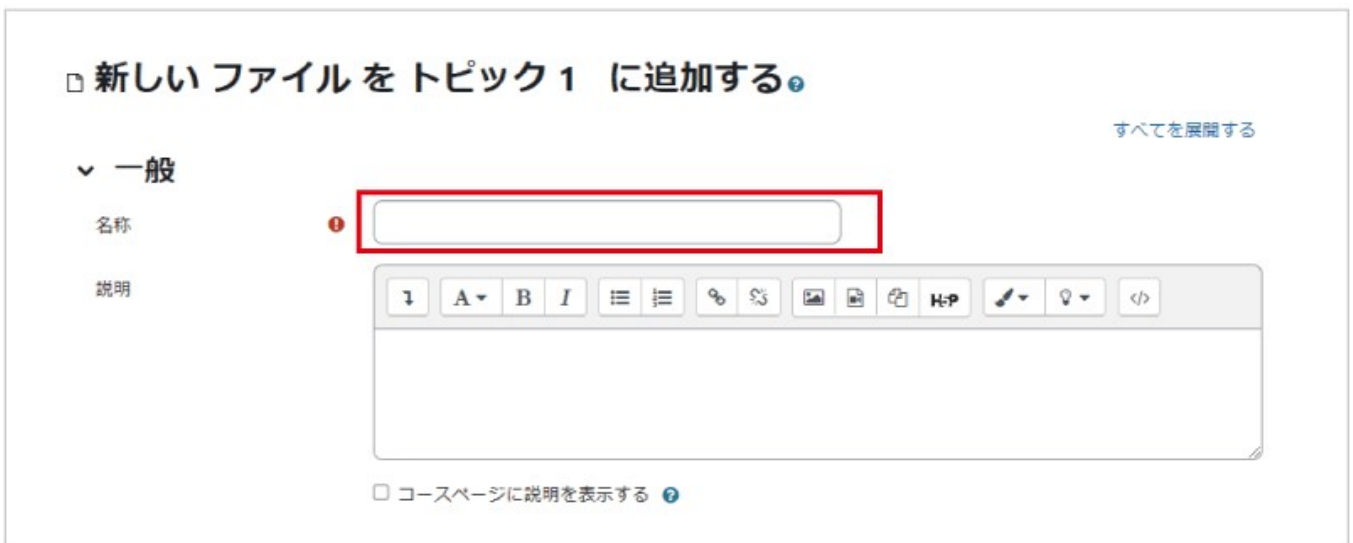 新しい ファイル を トピック 1 に追加する
すべてを展開する
一般
名称
説明
A B I H-P </>
コースページに説明を表示する